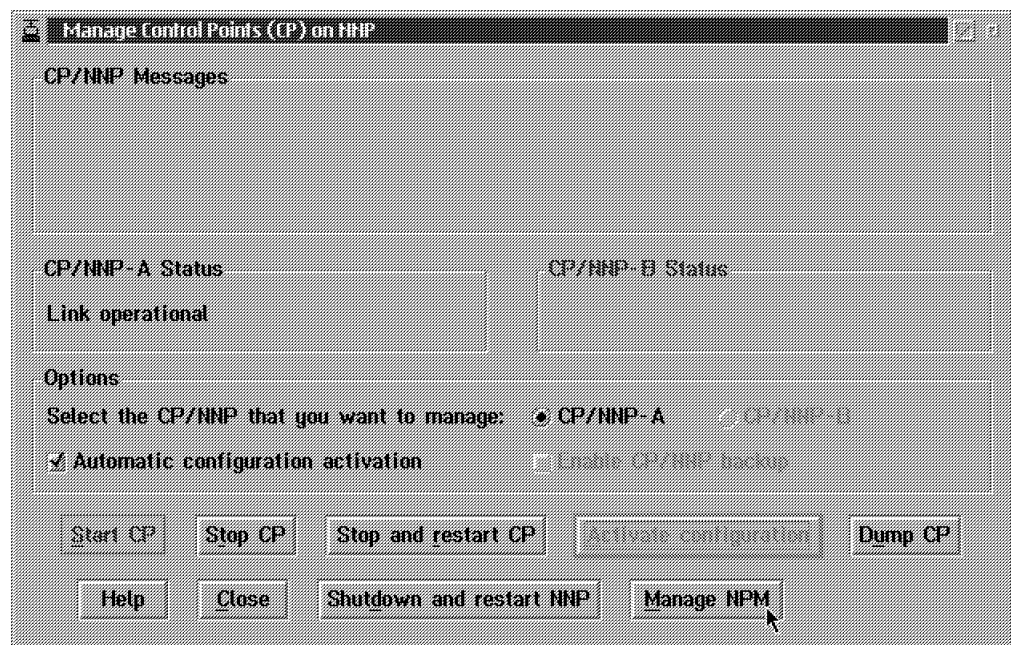 Manage Control Points (CP) on NNP
CP/NNP Messages
CP/NNP-A Status
CP/NNP-B Status
Link operational
Options
Select the CP/NNP that you want to manage: CP/NNP-A CP/NNP-B
Automatic configuration activation Enable CP/NNP backup
Start CP Stop CP Stop and restart CP Activate configuration Dump CP
Help Close Shutdown and restart NNP Manage NPM